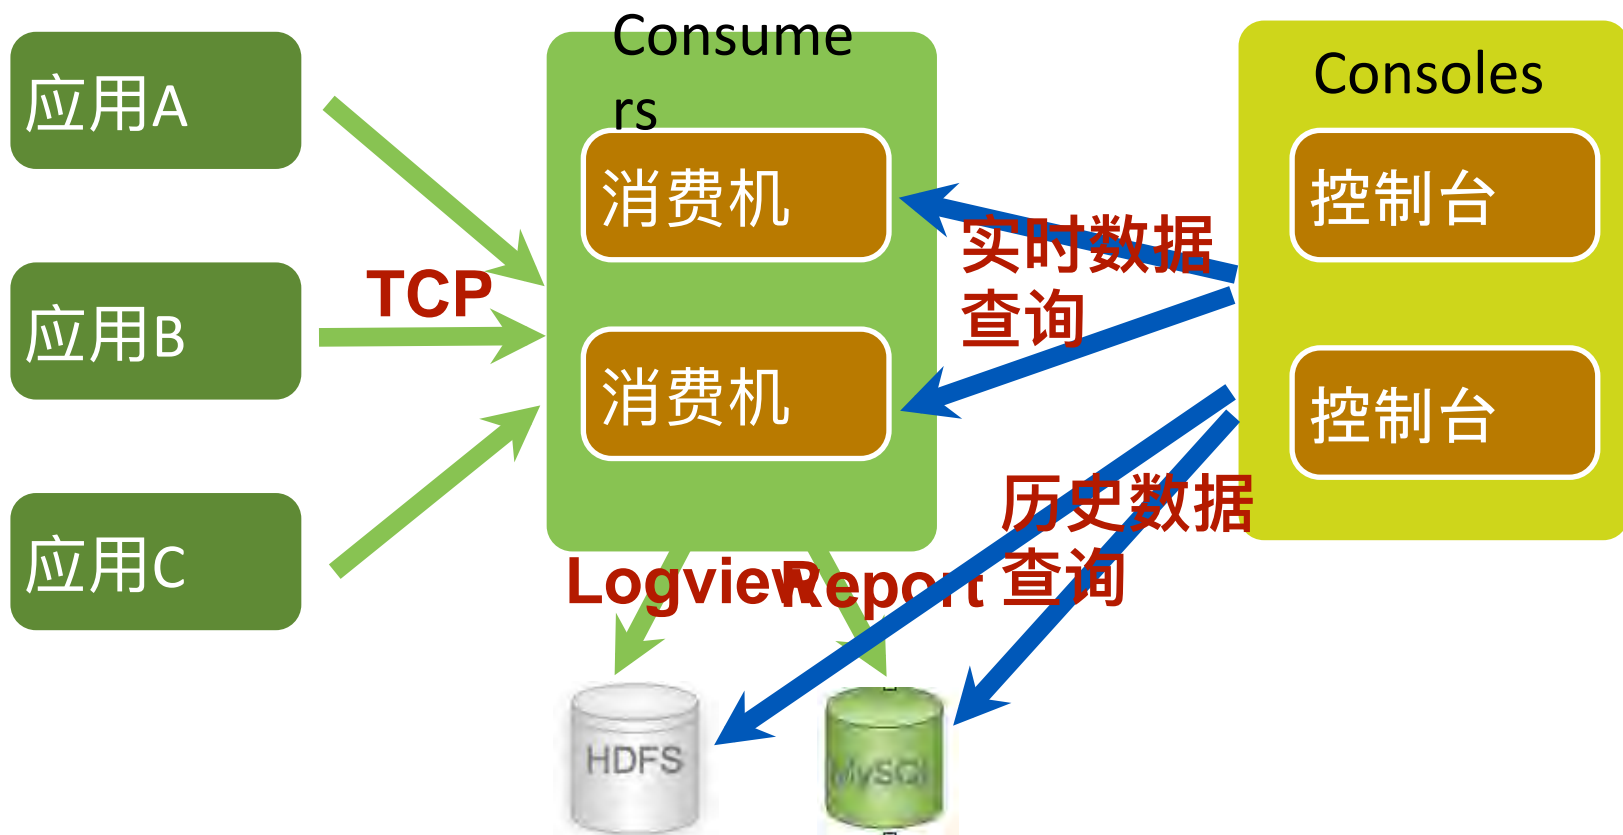 应用A
应用B
应用C
TCP
Consume
rs
消费机
消费机
实时数据
查询
Consoles
控制台
控制台
历史数据
查询
Logview
Report
HDFS
MySQL